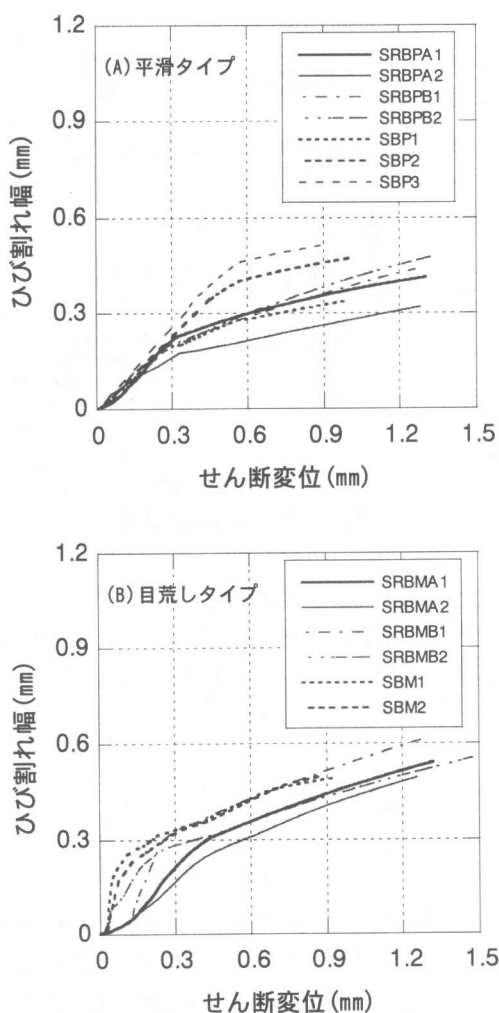 1.2
(A)平滑タイプ
SRBPA1
SRBPA2
SRBPB1
SRBPB2
SBP1
SBP2
SBP3
0.9
0.6
0.3
0
ひび割れ幅(mm)
0 0.3 0.6 0.9 1.2 1.5
せん断変位(mm)
1.2
(B)目荒しタイプ
SRBMA1
SRBMA2
SRBMB1
SRBMB2
SBM1
SBM2
0.9
0.6
0.3
0
ひび割れ幅(mm)
0 0.3 0.6 0.9 1.2 1.5
せん断変位(mm)